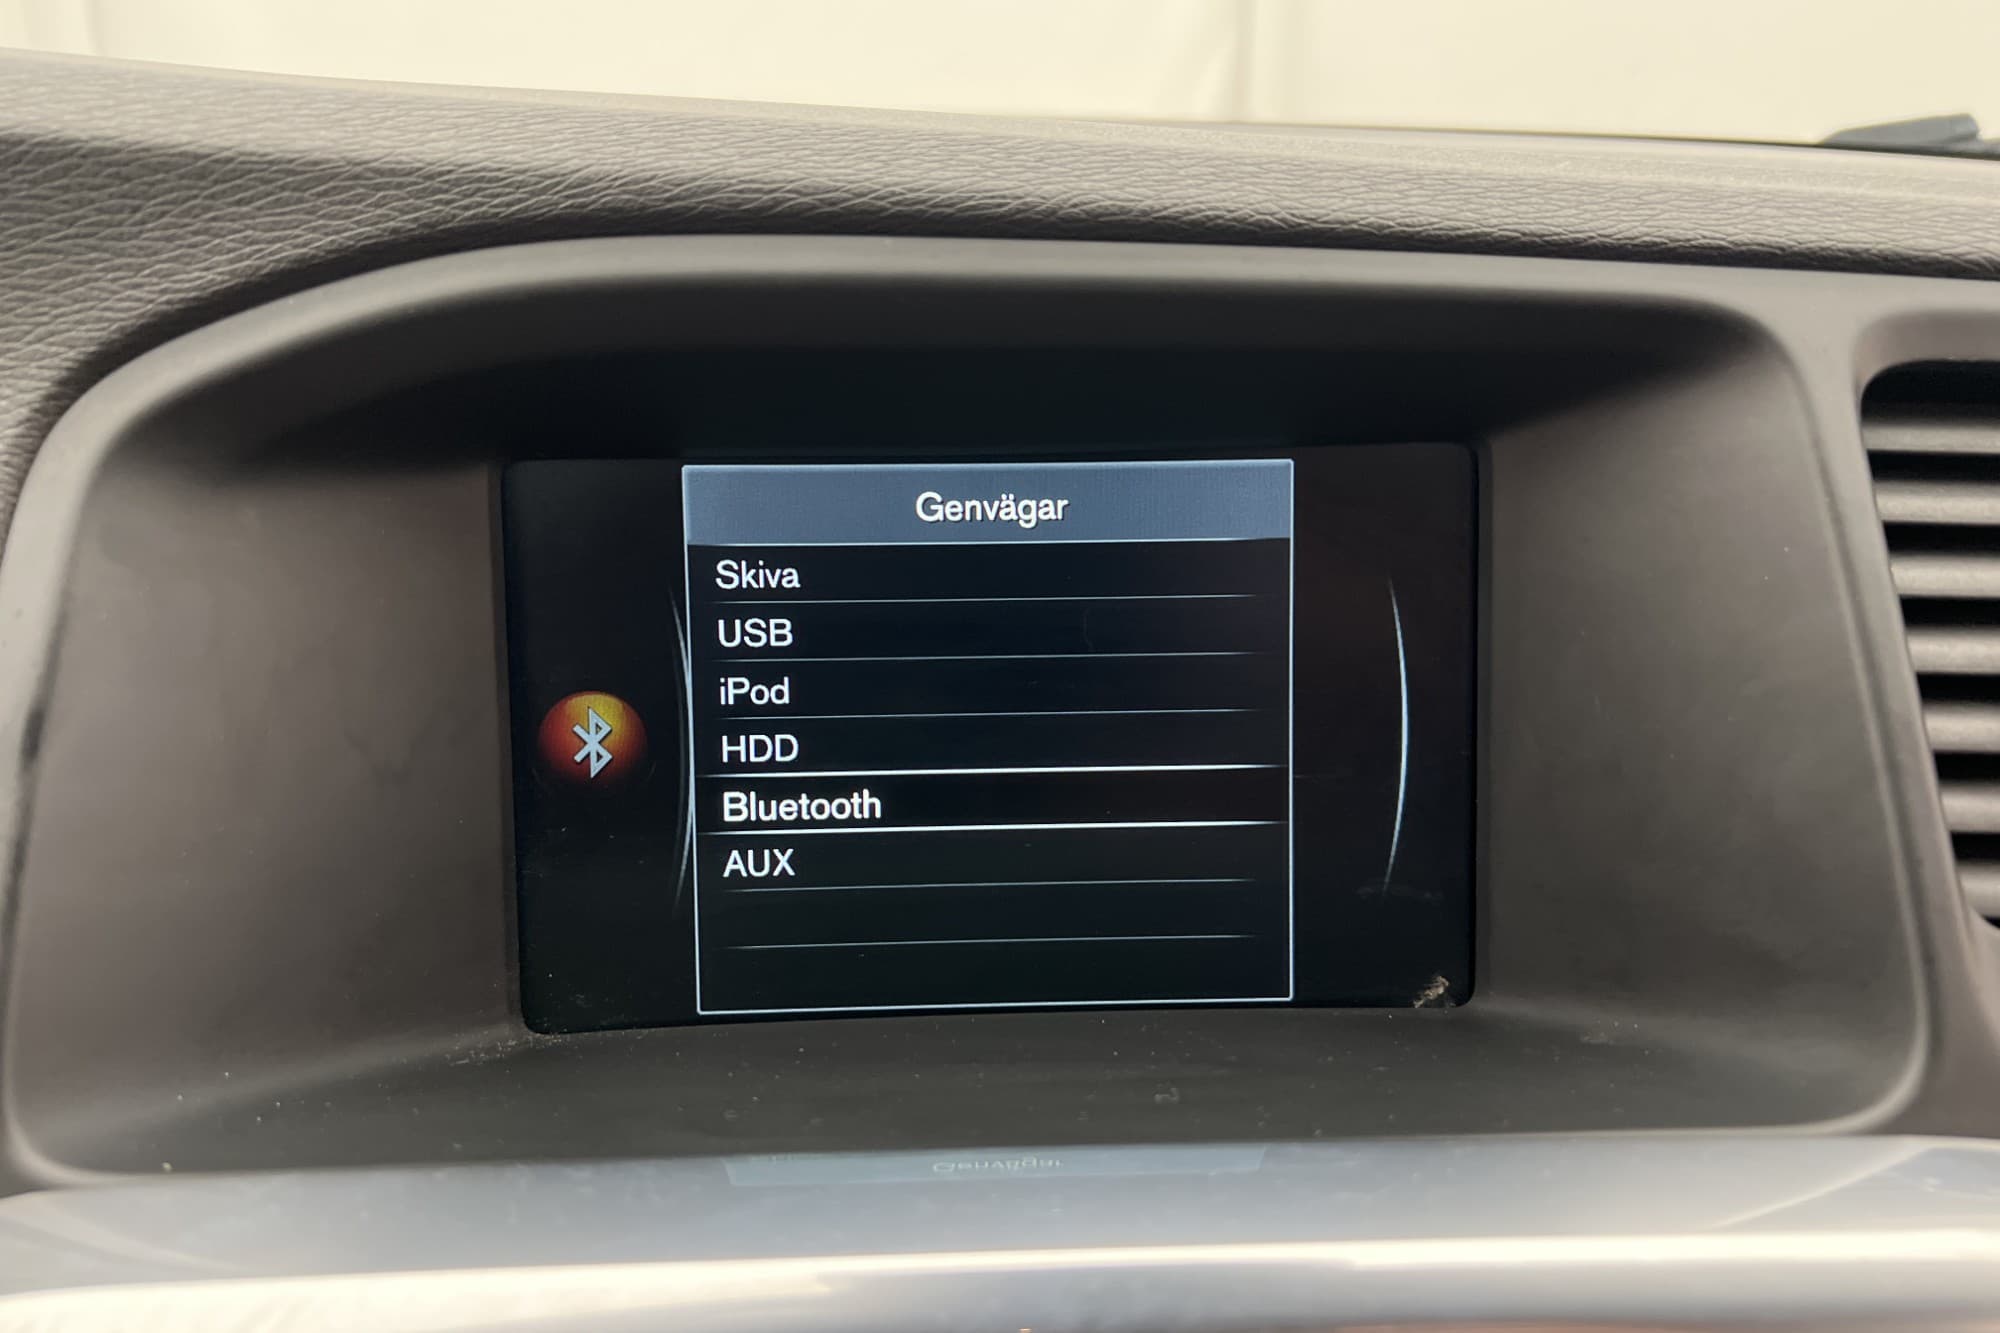 Genvägar
Skiva
USB
iPod
HDD
Bluetooth
AUX